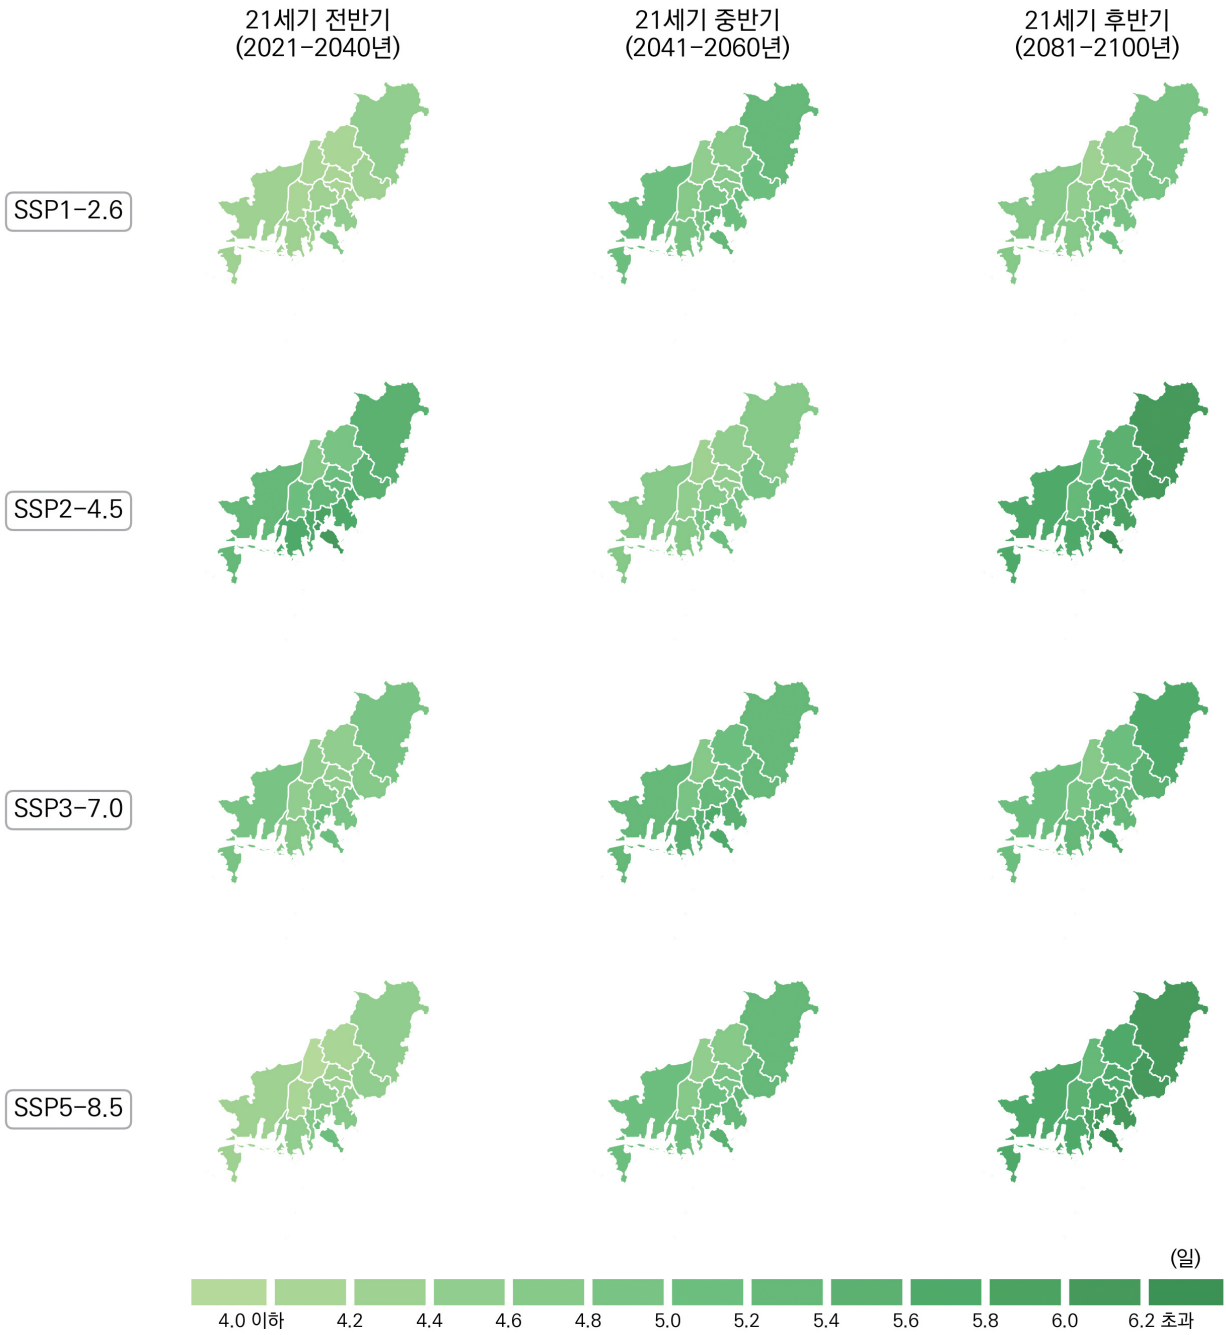 21세기 전반기
(2021-2040년)
21세기 중반기
(2041-2060년)
21세기 후반기
(2081-2100년)
SSP1-2.6
SSP2-4.5
SSP3-7.0
SSP5-8.5
(일)
4.0 이하
4.2
4.4
4.6
4.8
5.0
5.2
5.4
5.6
5.8
6.0
6.2 초과